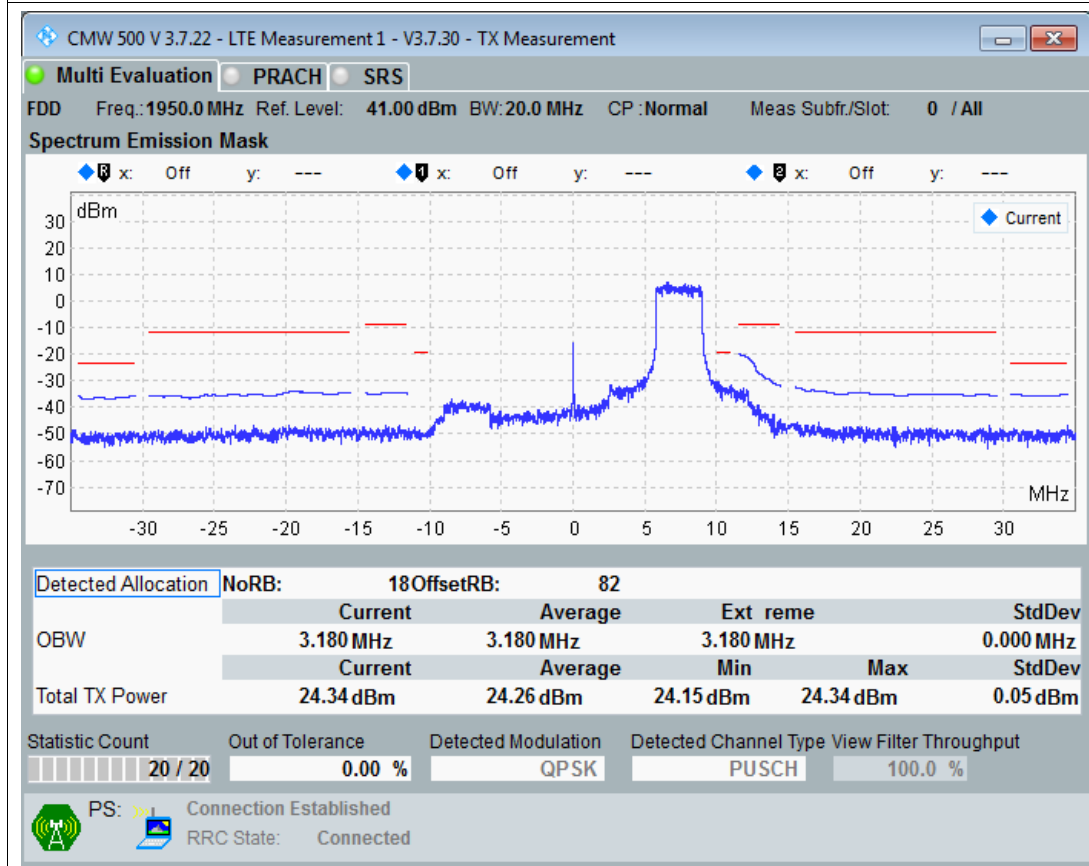 CMW 500 V 3.7.22 - LTE Measurement 1 - V3.7.30 - TX Measurement
Multi Evaluation PRACH SRS
FDD Freq.: 1950.0 MHz Ref. Level: 41.00 dBm BW: 20.0 MHz CP : Normal Meas Subfr./Slot: 0 / All
Spectrum Emission Mask
R x: Off y: --- 1 x: Off y: --- 2 x: Off y: ---
dBm
Current
30
20
10
0
-10
-20
-30
-40
-50
-60
-70
MHz
-30 -25 -20 -15 -10 -5 0 5 10 15 20 25 30
Detected Allocation NoRB: 18 OffsetRB: 82
Current Average Ext reme StdDev
OBW 3.180 MHz 3.180 MHz 3.180 MHz 0.000 MHz
Current Average Min Max StdDev
Total TX Power 24.34 dBm 24.26 dBm 24.15 dBm 24.34 dBm 0.05 dBm
Statistic Count Out of Tolerance Detected Modulation Detected Channel Type View Filter Throughput
20 / 20 0.00 % QPSK PUSCH 100.0 %
PS: Connection Established
RRC State: Connected